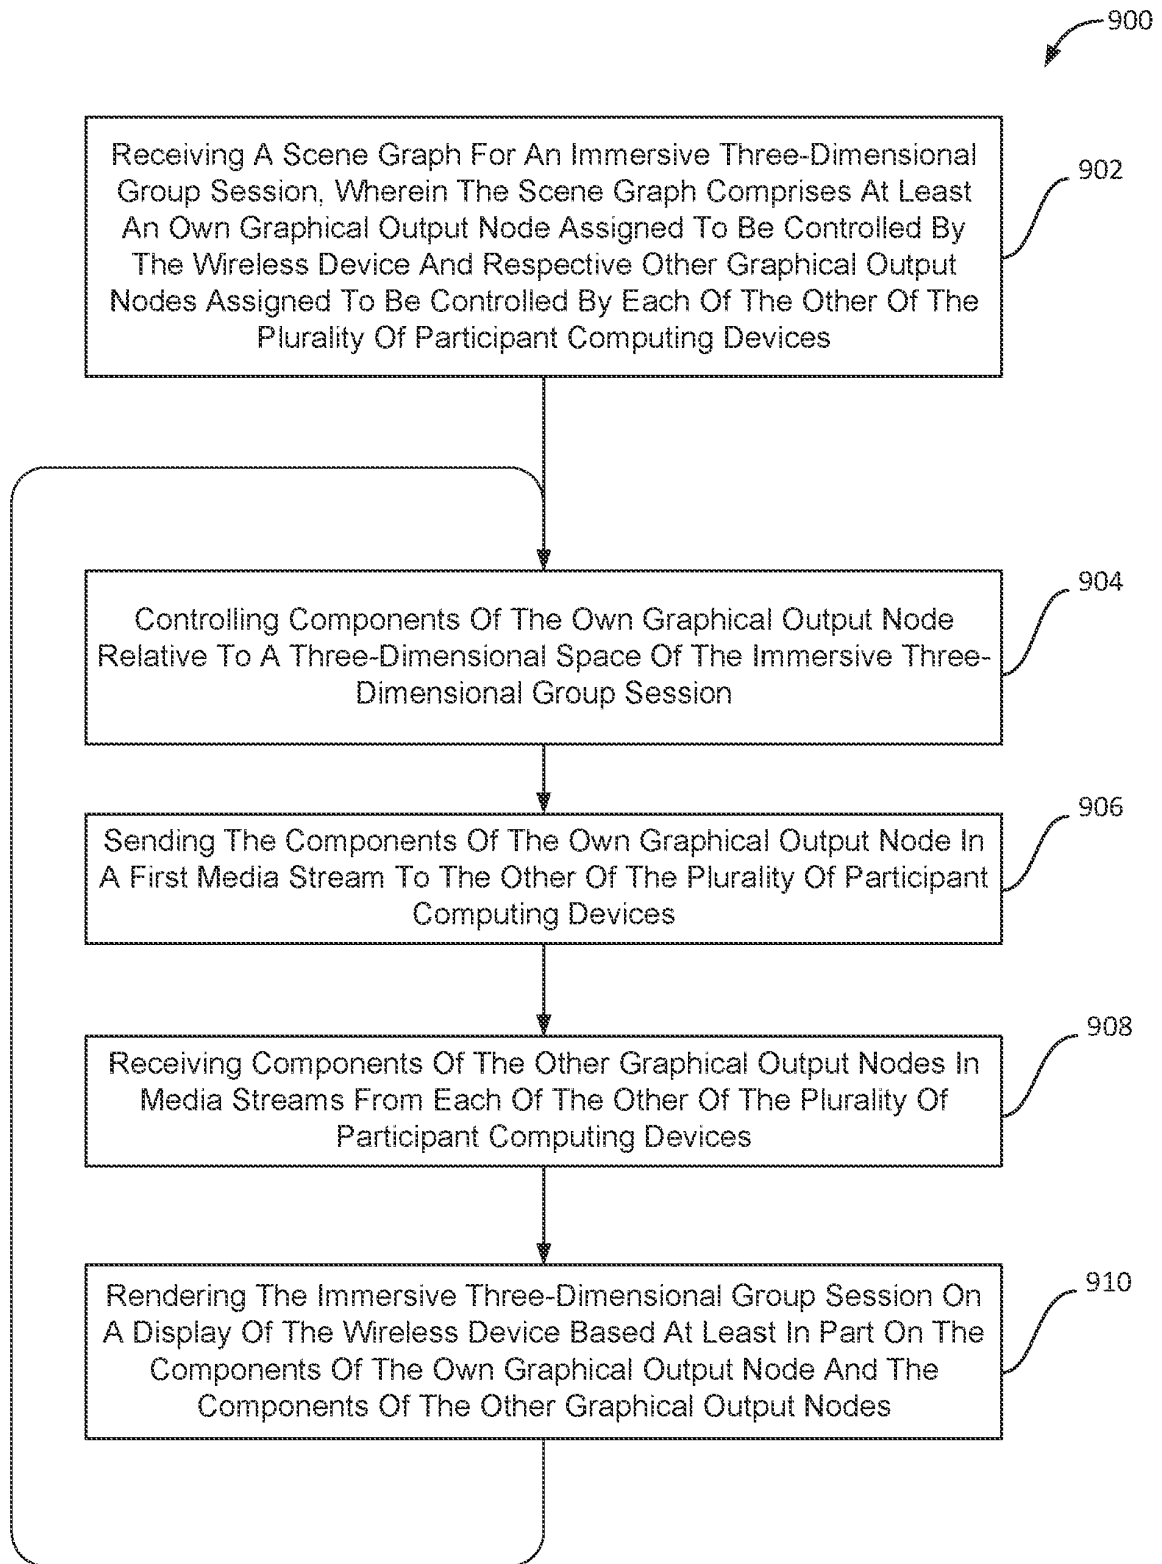 900
Receiving A Scene Graph For An Immersive Three-Dimensional
Group Session, Wherein The Scene Graph Comprises At Least
An Own Graphical Output Node Assigned To Be Controlled By
The Wireless Device And Respective Other Graphical Output
Nodes Assigned To Be Controlled By Each Of The Other Of The
Plurality Of Participant Computing Devices
902
Controlling Components Of The Own Graphical Output Node
Relative To A Three-Dimensional Space Of The Immersive Three-
Dimensional Group Session
904
Sending The Components Of The Own Graphical Output Node In
A First Media Stream To The Other Of The Plurality Of Participant
Computing Devices
906
Receiving Components Of The Other Graphical Output Nodes In
Media Streams From Each Of The Other Of The Plurality Of
Participant Computing Devices
908
Rendering The Immersive Three-Dimensional Group Session On
A Display Of The Wireless Device Based At Least In Part On The
Components Of The Own Graphical Output Node And The
Components Of The Other Graphical Output Nodes
910